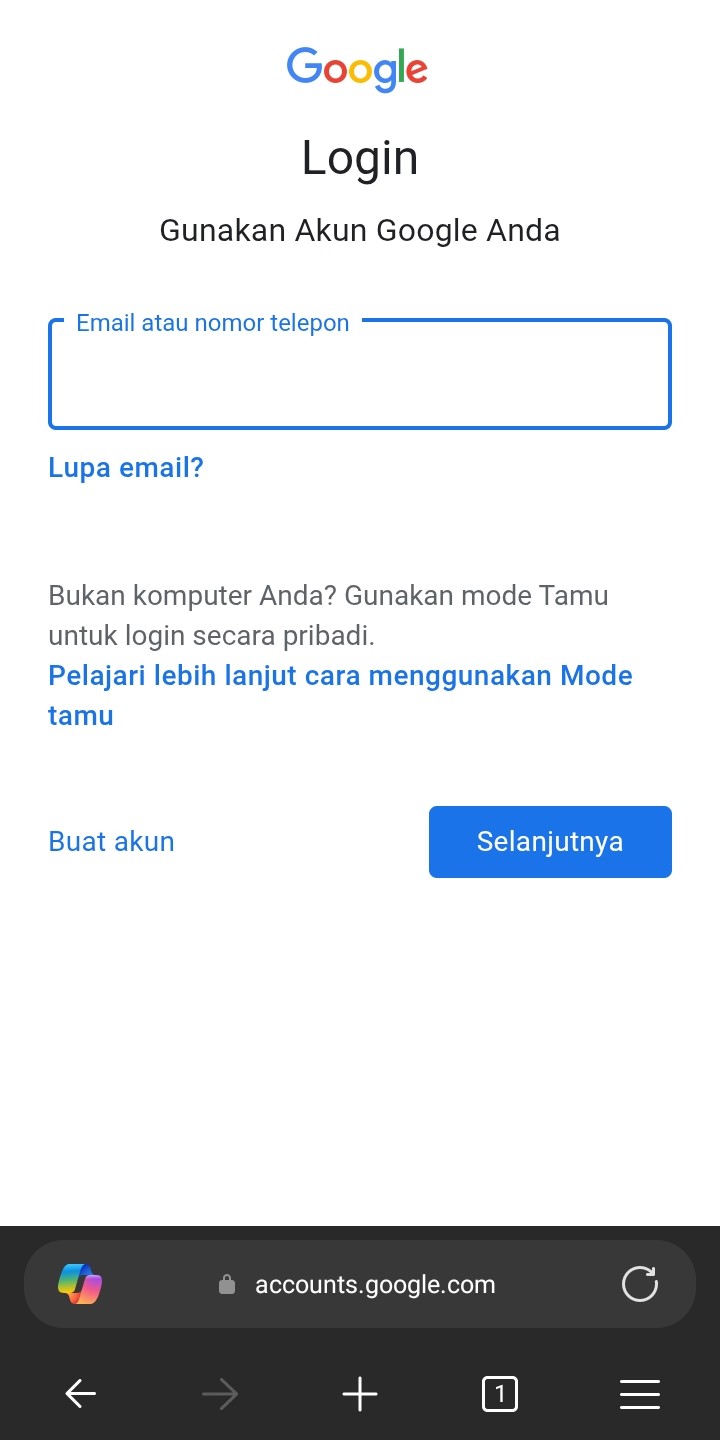 Google
Login
Gunakan Akun Google Anda
Email atau nomor telepon
Lupa email?
Bukan komputer Anda? Gunakan mode Tamu
untuk login secara pribadi.
Pelajari lebih lanjut cara menggunakan Mode
tamu
Buat akun
Selanjutnya
accounts.google.com
1